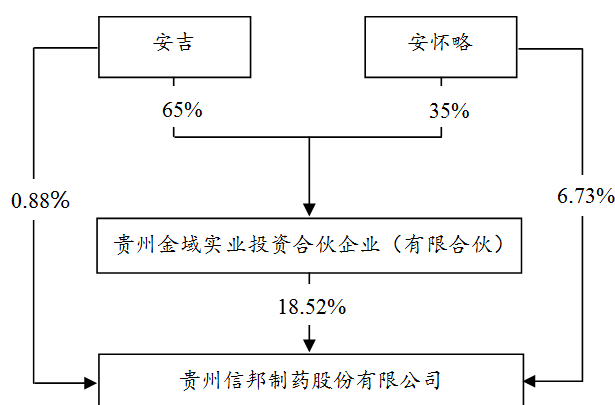 安吉
安怀略
65%
35%
0.88%
6.73%
贵州金域实业投资合伙企业（有限合伙）
18.52%
贵州信邦制药股份有限公司